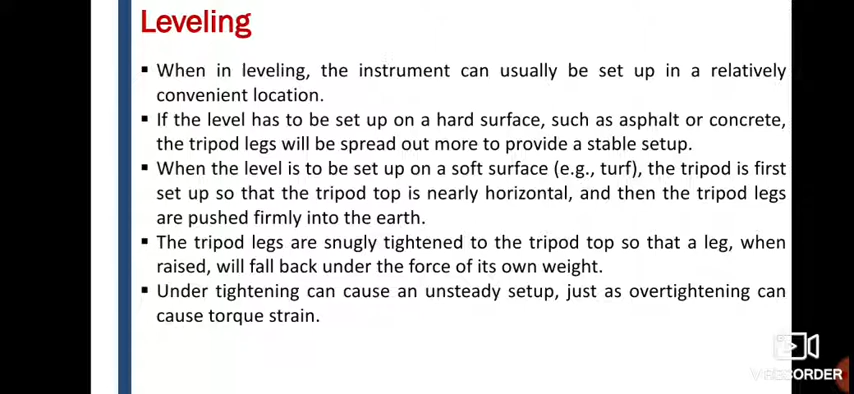 Leveling
▪ When in leveling, the instrument can usually be set up in a relatively
convenient location.
▪ If the level has to be set up on a hard surface, such as asphalt or concrete,
the tripod legs will be spread out more to provide a stable setup.
▪ When the level is to be set up on a soft surface (e.g., turf), the tripod is first
set up so that the tripod top is nearly horizontal, and then the tripod legs
are pushed firmly into the earth.
▪ The tripod legs are snugly tightened to the tripod top so that a leg, when
raised, will fall back under the force of its own weight.
▪ Under tightening can cause an unsteady setup, just as overtightening can
cause torque strain.
V RECORDER